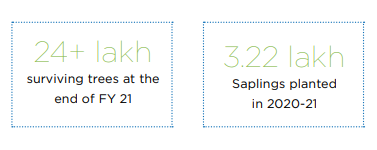 24+ lakh
surviving trees at the
end of FY 21
3.22 lakh
Saplings planted
in 2020-21